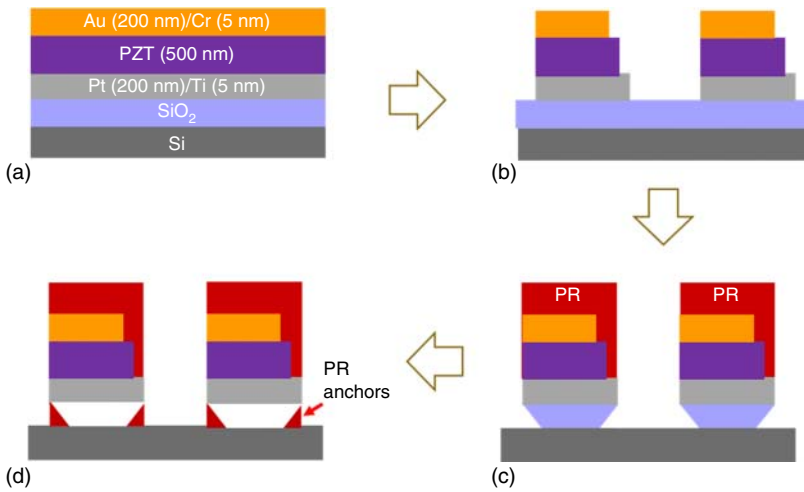 Au (200 nm)/Cr (5 nm)
PZT (500 nm)
Pt (200 nm)/Ti (5 nm)
SiO₂
Si
(a)
(b)
PR
PR
(c)
PR
anchors
(d)